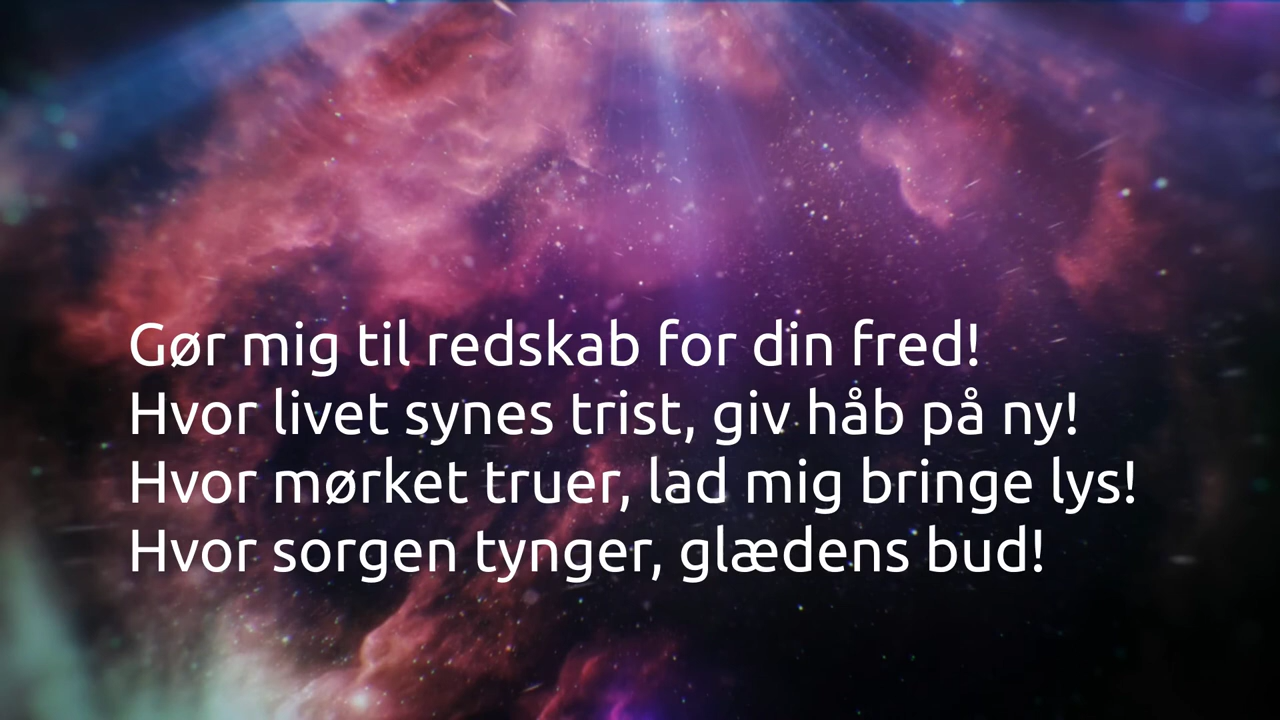 Gør mig til redskab for din fred!
Hvor livet synes trist, giv håb på ny!
Hvor mørket truer, lad mig bringe lys!
Hvor sorgen tynger, glædens bud!